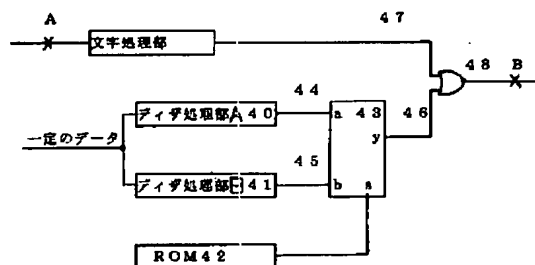 ４７
A
文字処理部
４８ B
４４
ディザ処理部A ４０
a ４３ ４６
y
一定のデータ
４５
ディザ処理部B ４１
b s
ROM４２